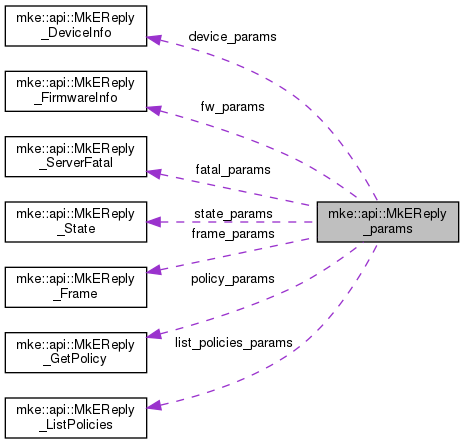 mke::api::MkEReply
_DeviceInfo
device_params
mke::api::MkEReply
_FirmwareInfo
fw_params
mke::api::MkEReply
_ServerFatal
fatal_params
mke::api::MkEReply
_State
state_params
mke::api::MkEReply
_params
frame_params
mke::api::MkEReply
_Frame
policy_params
mke::api::MkEReply
_GetPolicy
list_policies_params
mke::api::MkEReply
_ListPolicies